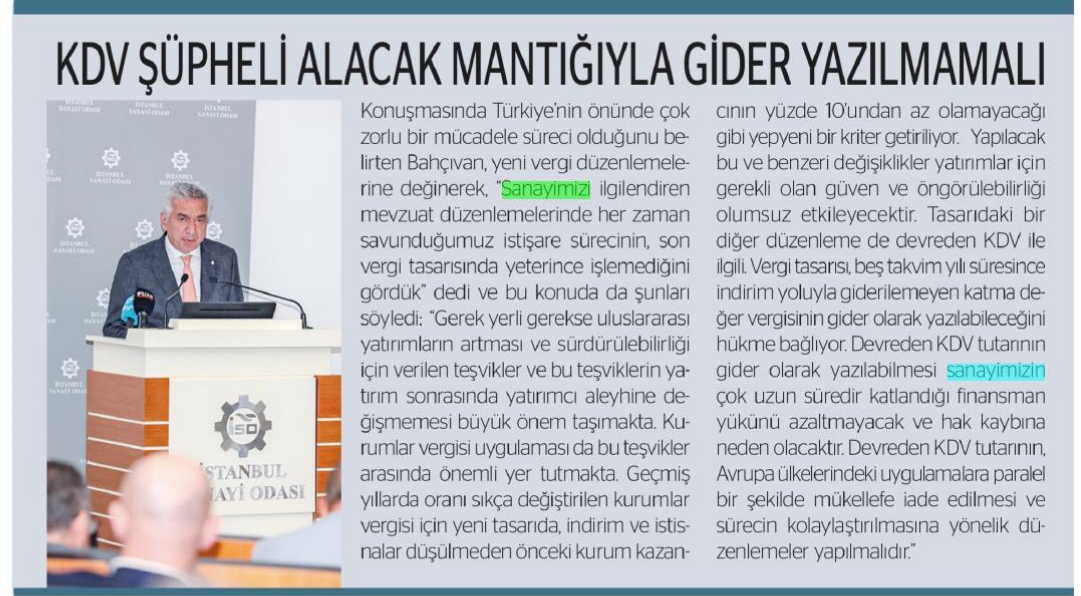 KDV ŞÜPHELİ ALACAK MANTIĞIYLA GİDER YAZILMAMALI
İSTANBUL
SANAYİ ODASI
İSTANBUL
SANAYİ ODASI
İSTANBUL
SANAYİ ODASI
İSO
İSTANBUL
NAYİ ODASI
Konuşmasında Türkiye'nin önünde çok
zorlu bir mücadele süreci olduğunu be-
lirten Bahçıvan, yeni vergi düzenlemele-
rine değinerek, "Sanayimizi ilgilendiren
mevzuat düzenlemelerinde her zaman
savunduğumuz istişare sürecinin, son
vergi tasarısında yeterince işlemediğini
gördük" dedi ve bu konuda da şunları
söyledi: "Gerek yerli gerekse uluslararası
yatırımların artması ve sürdürülebilirliği
için verilen teşvikler ve bu teşviklerin ya-
tırım sonrasında yatırımcı aleyhine de-
ğişmemesi büyük önem taşımakta. Ku-
rumlar vergisi uygulaması da bu teşvikler
arasında önemli yer tutmakta. Geçmiş
yıllarda oranı sıkça değiştirilen kurumlar
vergisi için yeni tasarıda, indirim ve istis-
nalar düşülmeden önceki kurum kazan-
cının yüzde 10'undan az olamayacağı
gibi yepyeni bir kriter getiriliyor. Yapılacak
bu ve benzeri değişiklikler yatırımlar için
gerekli olan güven ve öngörülebilirliği
olumsuz etkileyecektir. Tasarıdaki bir
diğer düzenleme de devreden KDV ile
ilgili. Vergi tasarısı, beş takvim yılı süresince
indirim yoluyla giderilemeyen katma de-
ğer vergisinin gider olarak yazılabileceğini
hükme bağlıyor. Devreden KDV tutarının
gider olarak yazılabilmesi sanayimizin
çok uzun süredir katlandığı finansman
yükünü azaltmayacak ve hak kaybına
neden olacaktır. Devreden KDV tutarının,
Avrupa ülkelerindeki uygulamalara paralel
bir şekilde mükellefe iade edilmesi ve
sürecin kolaylaştırılmasına yönelik dü-
zenlemeler yapılmalıdır."